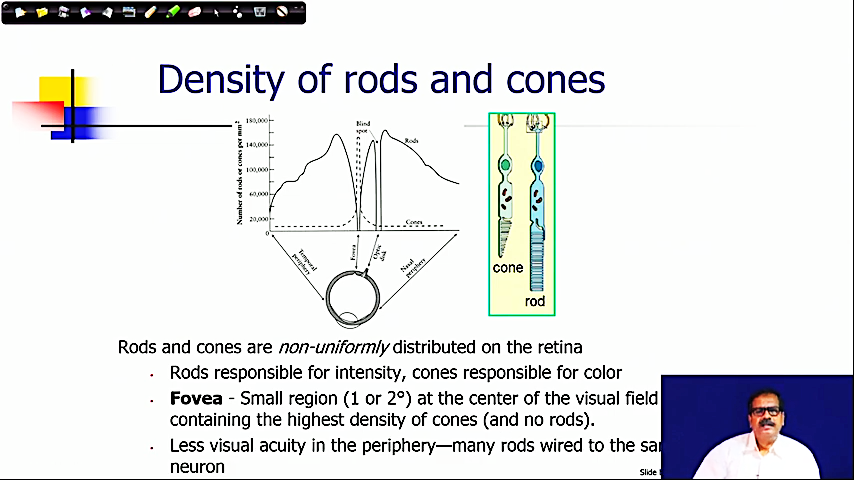 Density of rods and cones
180,000
140,000
100,000
60,000
20,000
0
Number of rods or cones per mm²
Blind
spot
Rods
Cones
Fovea
Optic
disk
Temporal
periphery
Nasal
periphery
cone
rod
Rods and cones are non-uniformly distributed on the retina
Rods responsible for intensity, cones responsible for color
Fovea - Small region (1 or 2°) at the center of the visual field
containing the highest density of cones (and no rods).
Less visual acuity in the periphery—many rods wired to the
neuron
Slide